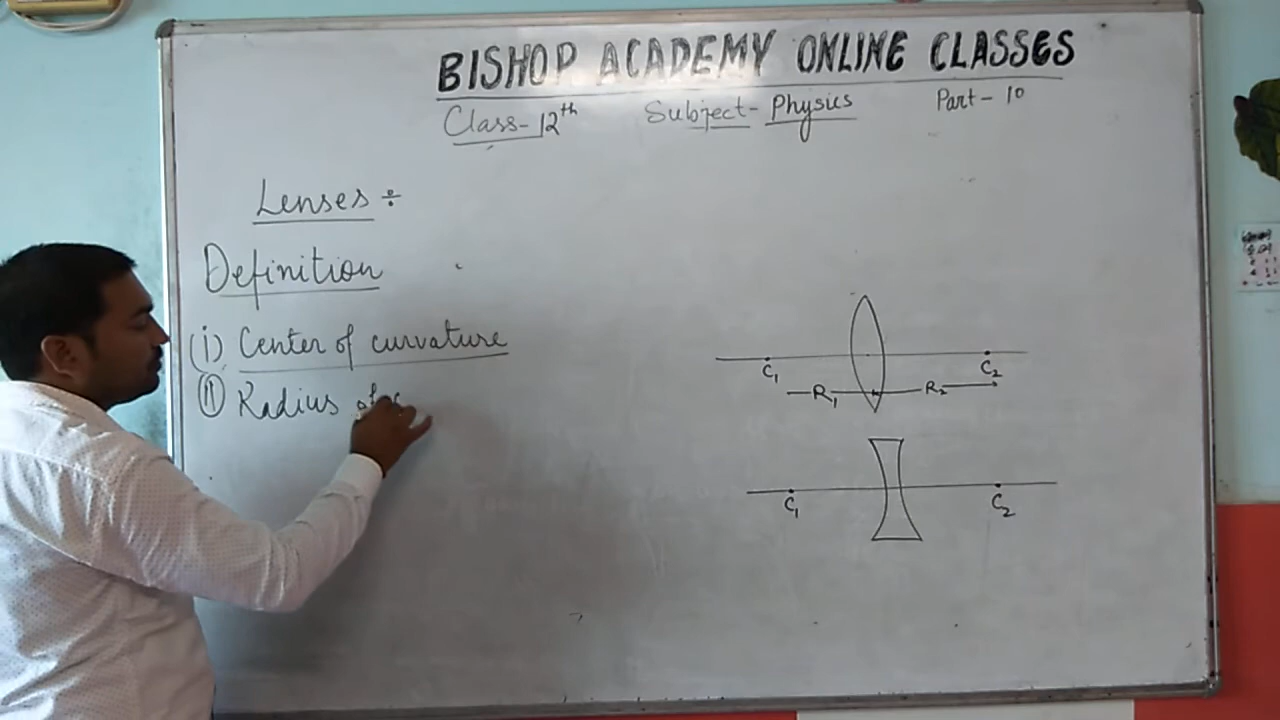 BISHOP ACADEMY ONLINE CLASSES
Class- 12th Subject- Physics Part- 10
Lenses ÷
Definition
(i) Center of curvature
(ii) Radius of c
C1 C2
R1 R2
C1 C2